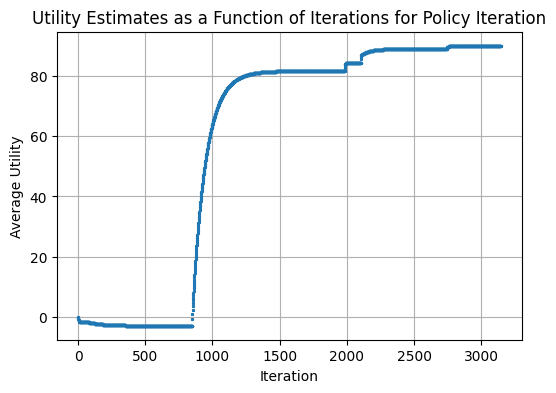 Utility Estimates as a Function of Iterations for Policy Iteration
80
60
40
20
0
Average Utility
0 500 1000 1500 2000 2500 3000
Iteration